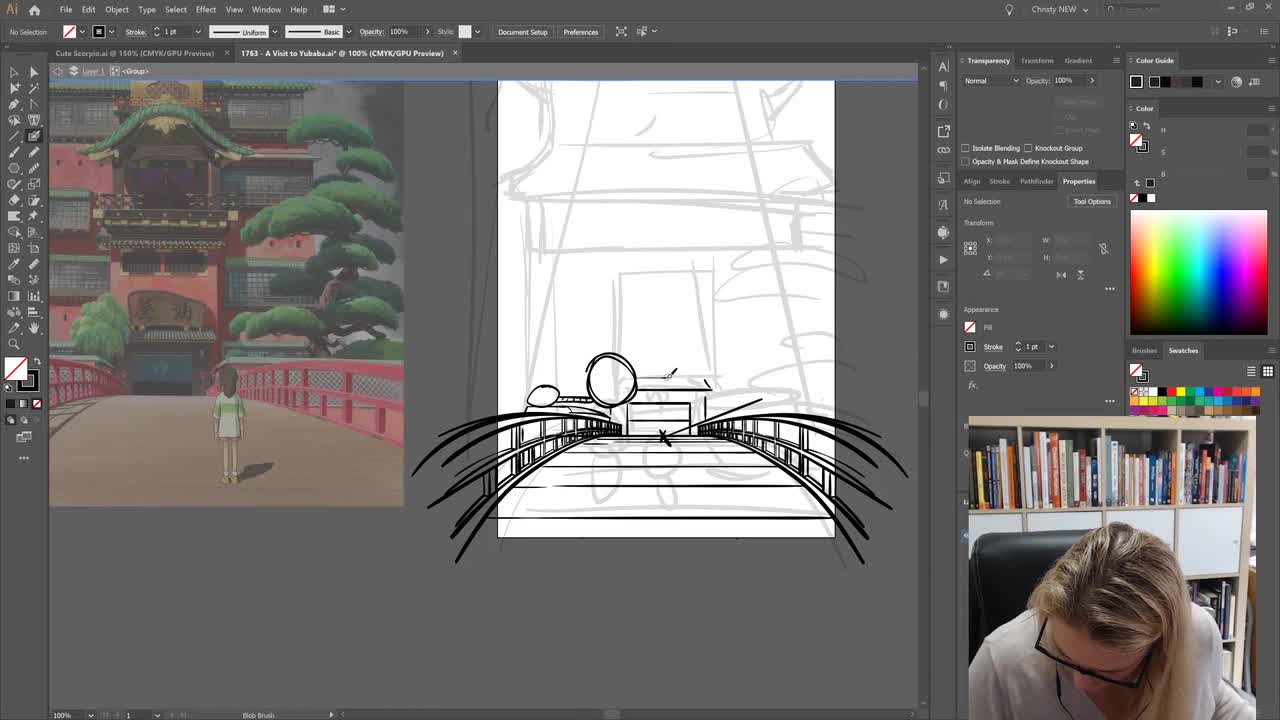 Ai File Edit Object Type Select Effect View Window Help Chnsty NEW
No Selection Stroke: 1 pt Uniform Basic Opacity: 100% Style: Document Setup Preferences
Cute Scorpio.ai @ 150% (CMYK/GPU Preview) × 1763 - A Visit to Yubaba.ai* @ 100% (CMYK/GPU Preview) ×
Layer 1 <Group>
Transparency Transform Gradient
Normal Opacity: 100%
Isolate Blending Knockout Group
Opacity & Mask Define Knockout Shape
Align Stroke Pathfinder Properties
No Selection Tool Options
Transform
X: W:
Y: H:
Appearance
Fill
Stroke 1 pt
Opacity 100%
fx.
Color Guide
Color
H
S
B
%
%
Brushes Swatches
100% 1 Blob Brush